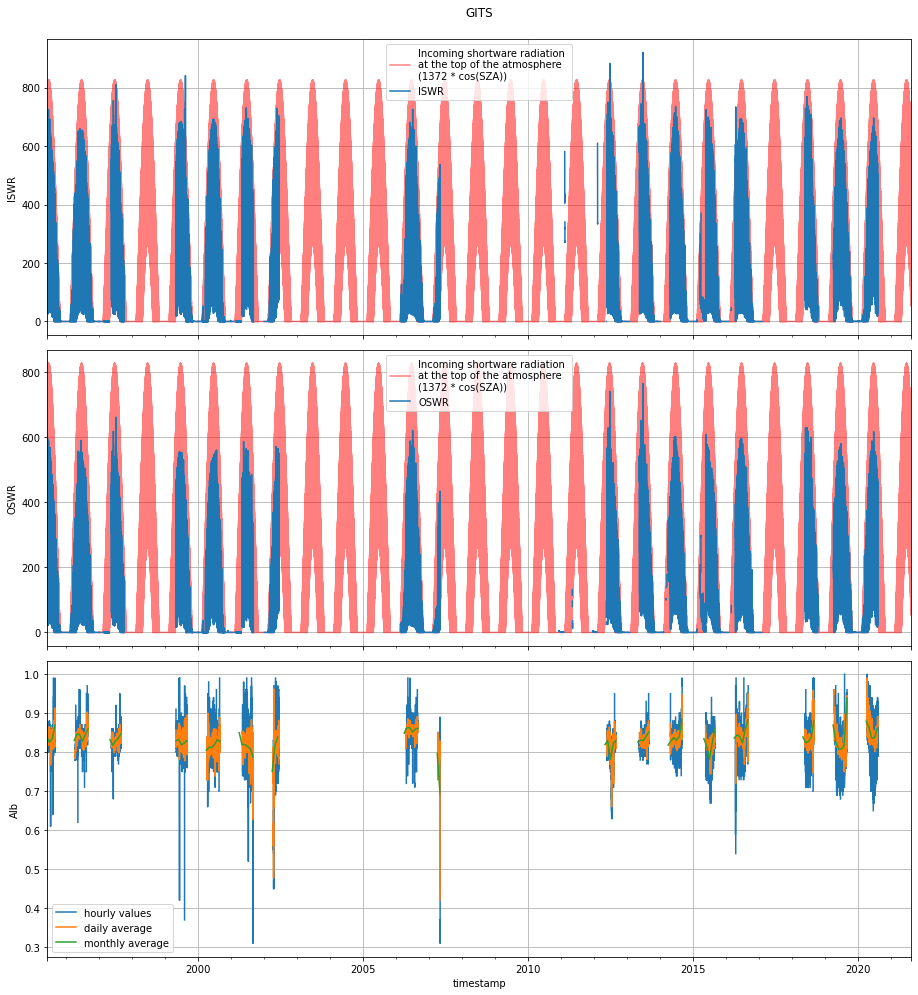 GITS
800
600
400
200
0
ISWR
Incoming shortware radiation
at the top of the atmosphere
(1372 * cos(SZA))
ISWR
800
600
400
200
0
OSWR
Incoming shortware radiation
at the top of the atmosphere
(1372 * cos(SZA))
OSWR
1.0
0.9
0.8
0.7
0.6
0.5
0.4
0.3
Alb
hourly values
daily average
monthly average
2000 2005 2010 2015 2020
timestamp